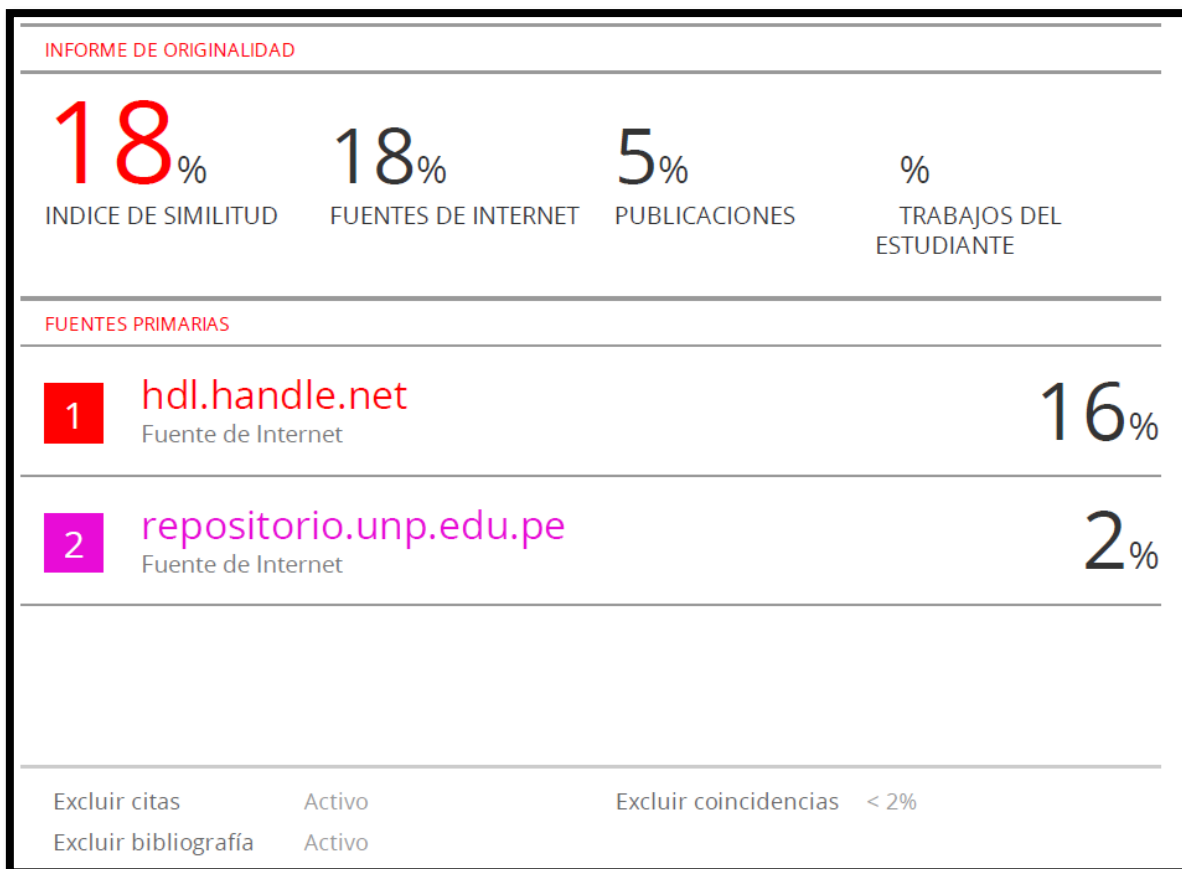 INFORME DE ORIGINALIDAD
18% 18% 5% %
INDICE DE SIMILITUD FUENTES DE INTERNET PUBLICACIONES TRABAJOS DEL
ESTUDIANTE
FUENTES PRIMARIAS
1 hdl.handle.net 16%
Fuente de Internet
2 repositorio.unp.edu.pe 2%
Fuente de Internet
Excluir citas Activo Excluir coincidencias < 2%
Excluir bibliografía Activo